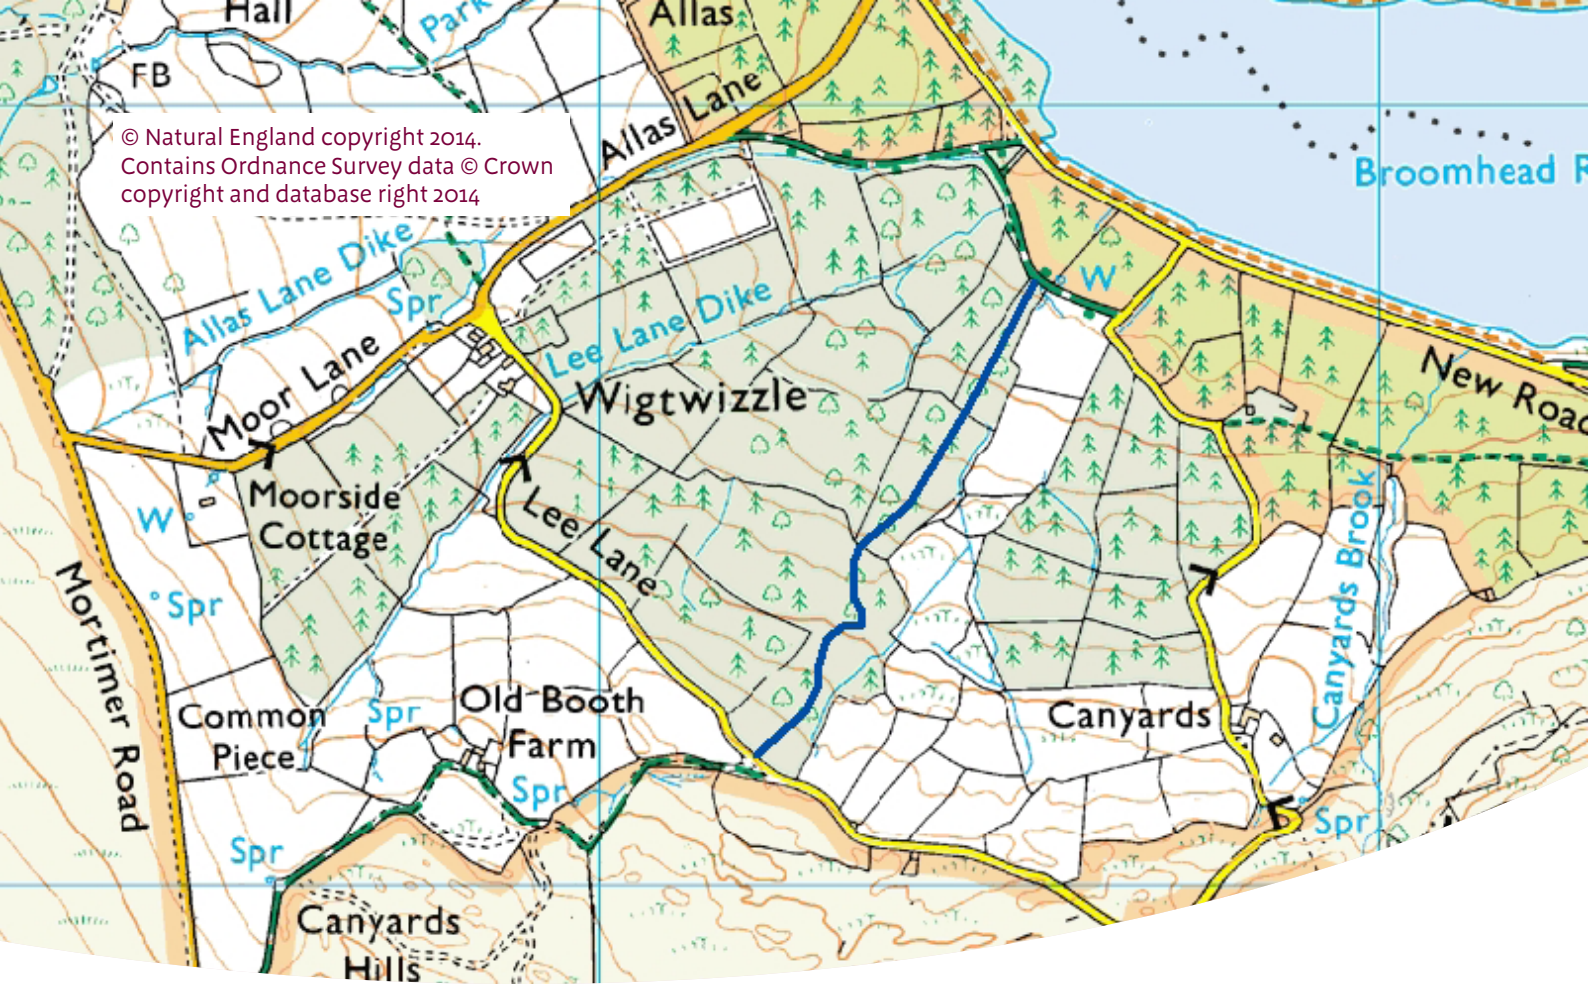 Hall
Park
Allas
FB
Allas Lane
© Natural England copyright 2014.
Contains Ordnance Survey data © Crown
copyright and database right 2014
Broomhead R
Allas Lane Dike
Spr
W
Lee Lane Dike
Moor Lane
Wigtwizzle
New Road
Moorside
Cottage
W
Lee Lane
Canyards Brook
Spr
Mortimer Road
Common
Piece
Spr
Old Booth
Farm
Canyards
Spr
Spr
Spr
Canyards
Hills